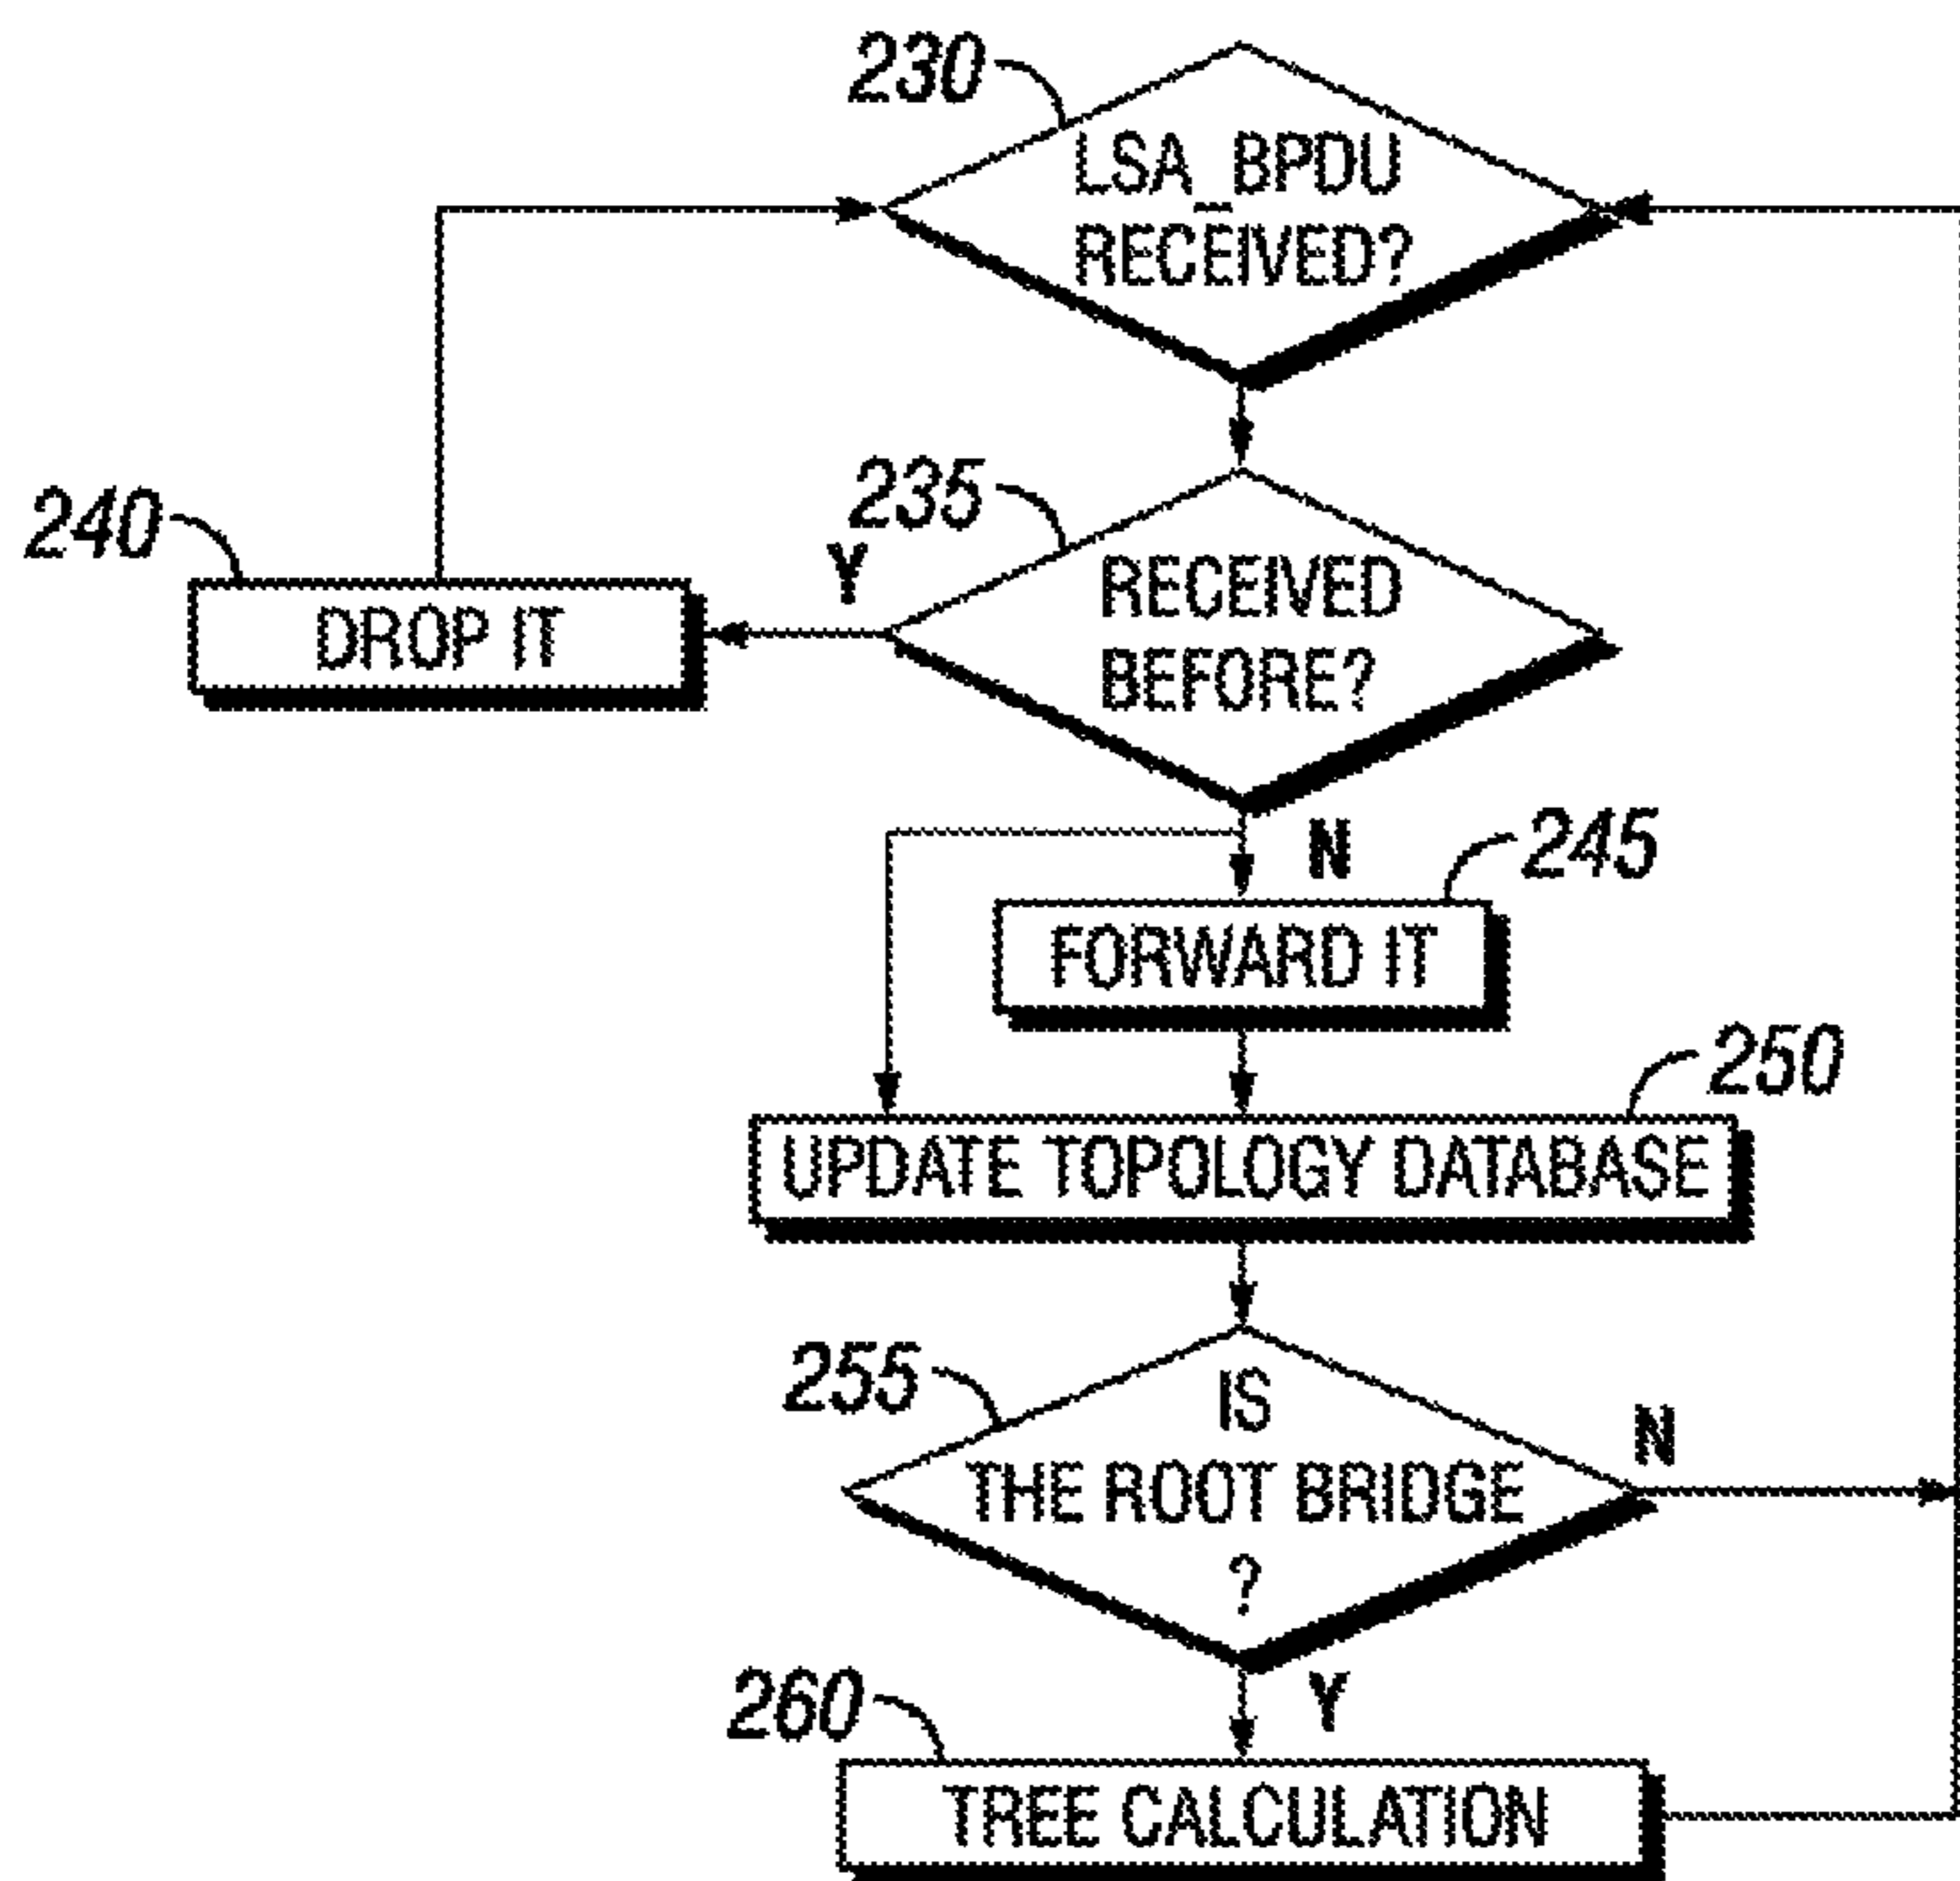 230
LSA_BPDU
RECEIVED?
235
240
Y
RECEIVED
BEFORE?
DROP IT
N
245
FORWARD IT
250
UPDATE TOPOLOGY DATABASE
255
IS
THE ROOT BRIDGE
?
N
260
Y
TREE CALCULATION